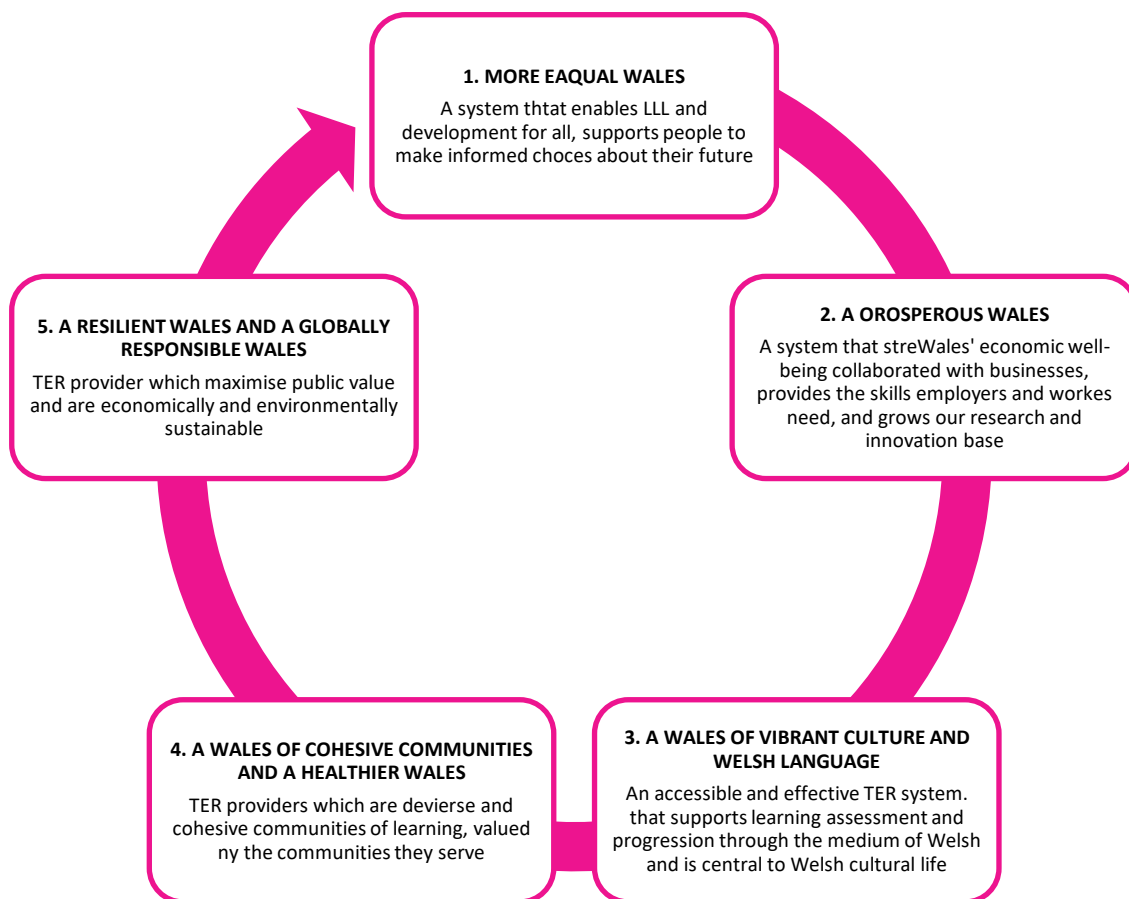 1. MORE EAQUAL WALES
A system thtat enables LLL and
development for all, supports people to
make informed choces about their future
2. A OROSPEROUS WALES
A system that streWales' economic well-
being collaborated with businesses,
provides the skills employers and workes
need, and grows our research and
innovation base
3. A WALES OF VIBRANT CULTURE AND
WELSH LANGUAGE
An accessible and effective TER system.
that supports learning assessment and
progression through the medium of Welsh
and is central to Welsh cultural life
4. A WALES OF COHESIVE COMMUNITIES
AND A HEALTHIER WALES
TER providers which are devierse and
cohesive communities of learning, valued
ny the communities they serve
5. A RESILIENT WALES AND A GLOBALLY
RESPONSIBLE WALES
TER provider which maximise public value
and are economically and environmentally
sustainable